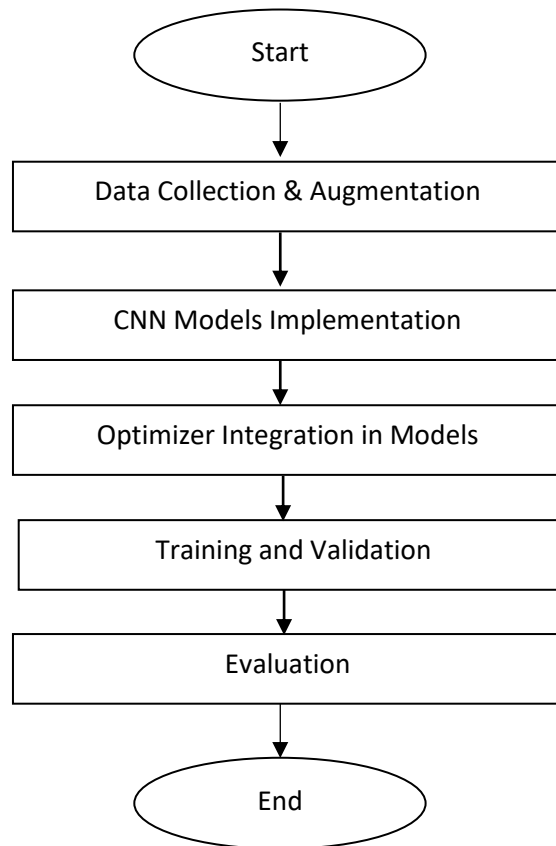 Start
Data Collection & Augmentation
CNN Models Implementation
Optimizer Integration in Models
Training and Validation
Evaluation
End